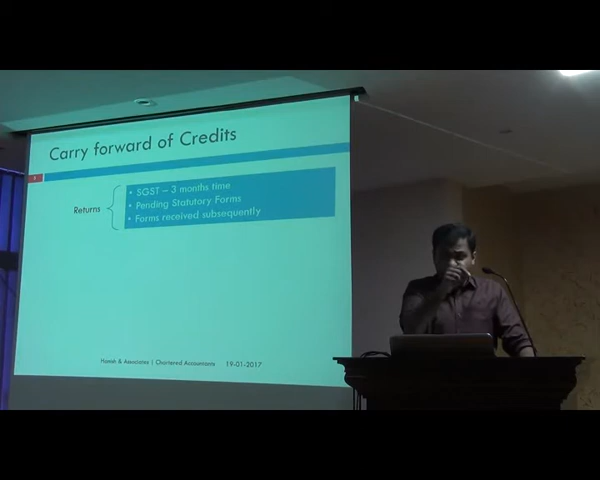 Carry forward of Credits
Returns
• SGST – 3 months time
• Pending Statutory Forms
• Forms received subsequently
& Associates | Chartered Accountants 19-01-2017